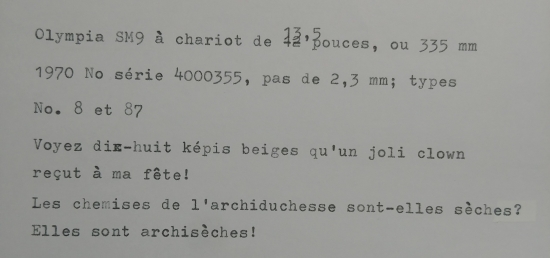 Olympia SM9 à chariot de 13,5 pouces, ou 335 mm
1970 No série 4000355, pas de 2,3 mm; types
No. 8 et 87
Voyez dix-huit képis beiges qu'un joli clown
reçut à ma fête!
Les chemises de l'archiduchesse sont-elles sèches?
Elles sont archisèches!